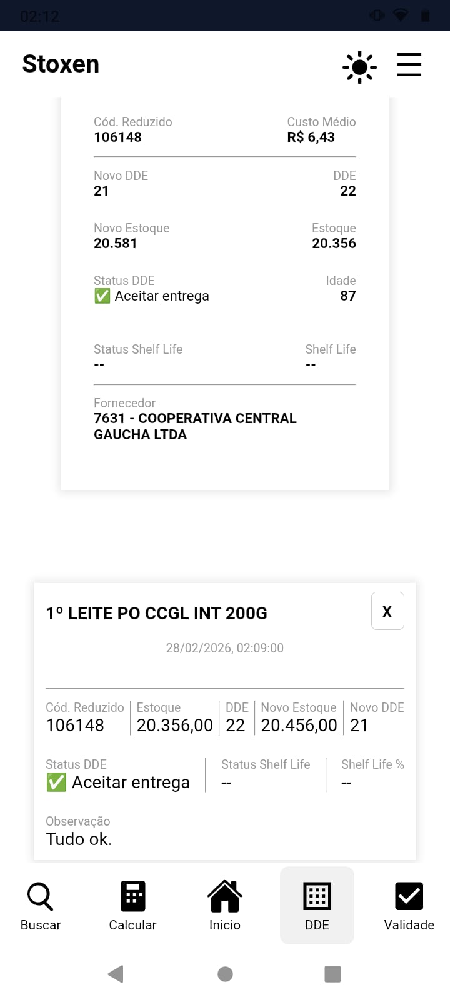 02:12
Stoxen
Cód. Reduzido Custo Médio
106148 R$ 6,43
Novo DDE DDE
21 22
Novo Estoque Estoque
20.581 20.356
Status DDE Idade
✅ Aceitar entrega 87
Status Shelf Life Shelf Life
-- --
Fornecedor
7631 - COOPERATIVA CENTRAL
GAUCHA LTDA
1º LEITE PO CCGL INT 200G X
28/02/2026, 02:09:00
Cód. Reduzido Estoque DDE Novo Estoque Novo DDE
106148 20.356,00 22 20.456,00 21
Status DDE Status Shelf Life Shelf Life %
✅ Aceitar entrega -- --
Observação
Tudo ok.
Buscar Calcular Inicio DDE Validade